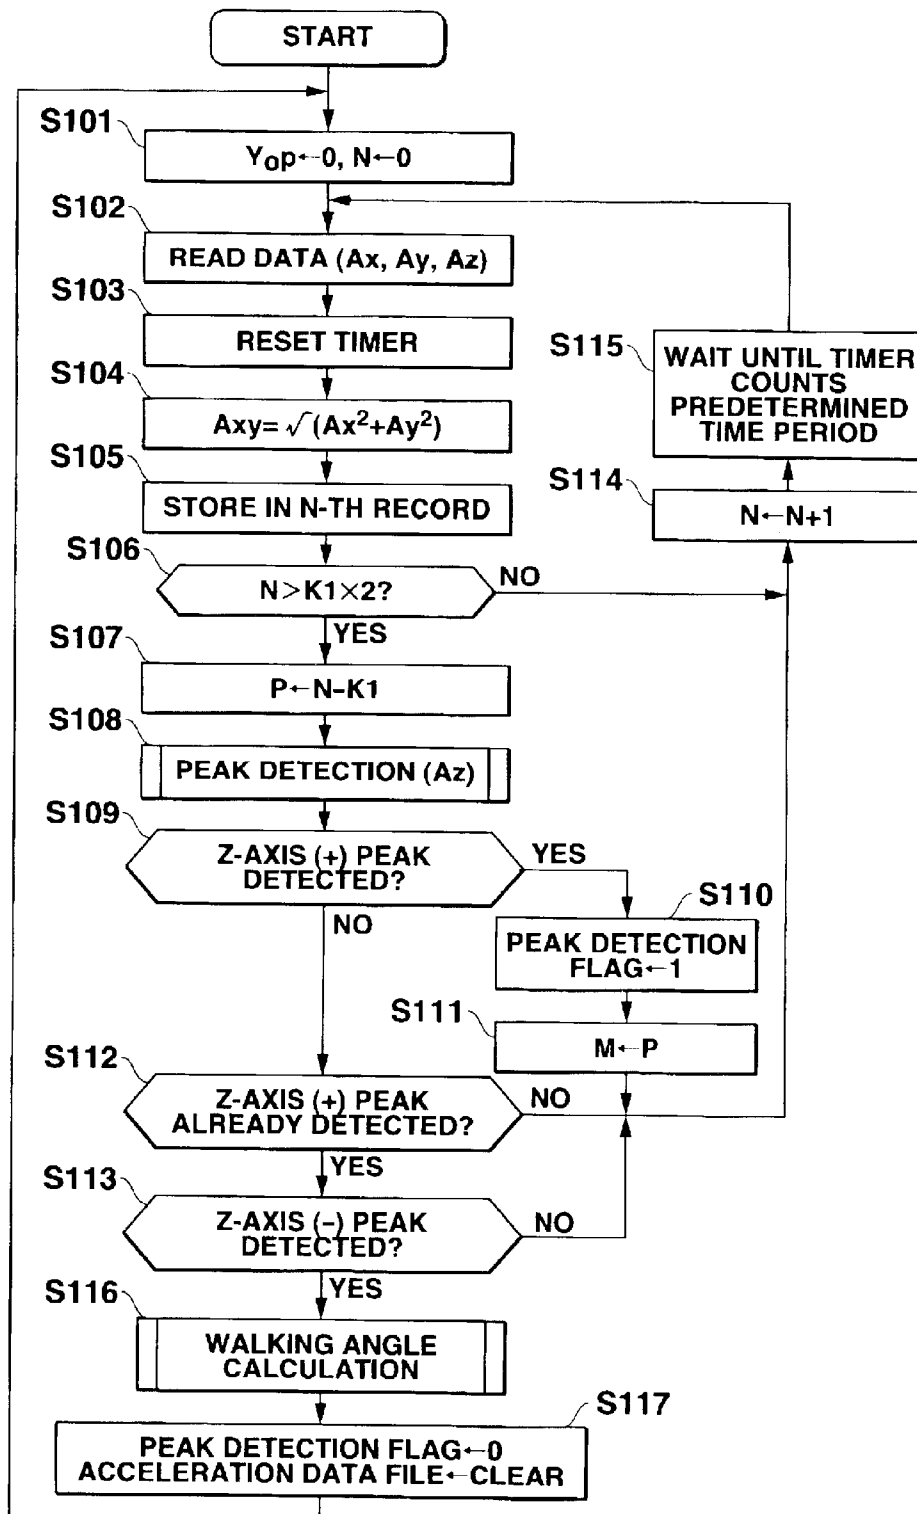 START
S101
Yop←0, N←0
S102
READ DATA (Ax, Ay, Az)
S103
RESET TIMER
S104
Axy=√(Ax²+Ay²)
S105
STORE IN N-TH RECORD
S106
N>K1×2?
NO
YES
S107
P←N–K1
S108
PEAK DETECTION (Az)
S109
Z-AXIS (+) PEAK
DETECTED?
YES
NO
S110
PEAK DETECTION
FLAG←1
S111
M←P
S112
Z-AXIS (+) PEAK
ALREADY DETECTED?
NO
YES
S113
Z-AXIS (–) PEAK
DETECTED?
NO
YES
S114
N←N+1
S115
WAIT UNTIL TIMER
COUNTS
PREDETERMINED
TIME PERIOD
S116
WALKING ANGLE
CALCULATION
S117
PEAK DETECTION FLAG←0
ACCELERATION DATA FILE←CLEAR